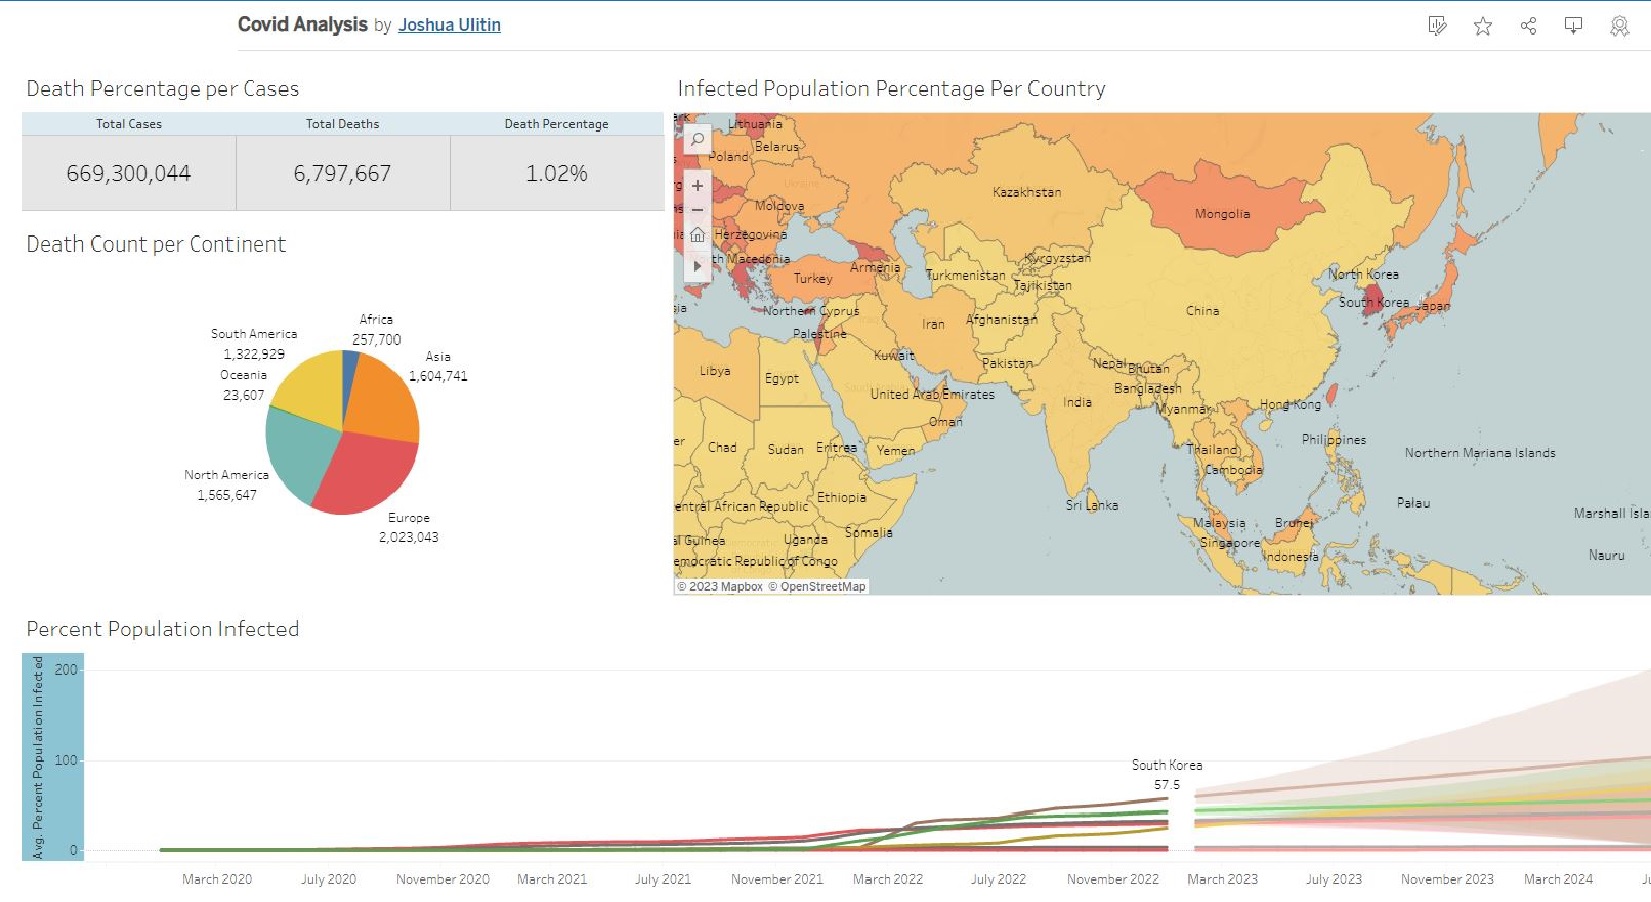 Covid Analysis by Joshua Ulitin
Death Percentage per Cases
Total Cases
Total Deaths
Death Percentage
669,300,044
6,797,667
1.02%
Death Count per Continent
Africa
257,700
South America
1,322,929
Asia
1,604,741
Oceania
23,607
North America
1,565,647
Europe
2,023,043
Infected Population Percentage Per Country
Lithuania
Belarus
Poland
Ukraine
Moldova
Herzegovina
th Macedonia
Armenia
Turkey
Northern Cyprus
Palestine
Kazakhstan
Mongolia
Kyrgyzstan
Turkmenistan
Tajikistan
North Korea
South Korea
Japan
China
Iraq
Iran
Afghanistan
Kuwait
Pakistan
Nepal
Bhutan
Libya
Egypt
United Arab Emirates
Bangladesh
India
Myanmar
Hong Kong
Oman
Chad
Sudan
Eritrea
Yemen
Thailand
Philippines
Northern Mariana Islands
Cambodia
Ethiopia
entral African Republic
Sri Lanka
Palau
Marshall Isla
Malaysia
Brunei
Somalia
al Guinea
Uganda
Singapore
Indonesia
Nauru
emocratic Republic of Congo
© 2023 Mapbox © OpenStreetMap
Percent Population Infected
Avg. Percent Population Infected
200
100
0
South Korea
57.5
March 2020
July 2020
November 2020
March 2021
July 2021
November 2021
March 2022
July 2022
November 2022
March 2023
July 2023
November 2023
March 2024
Ju